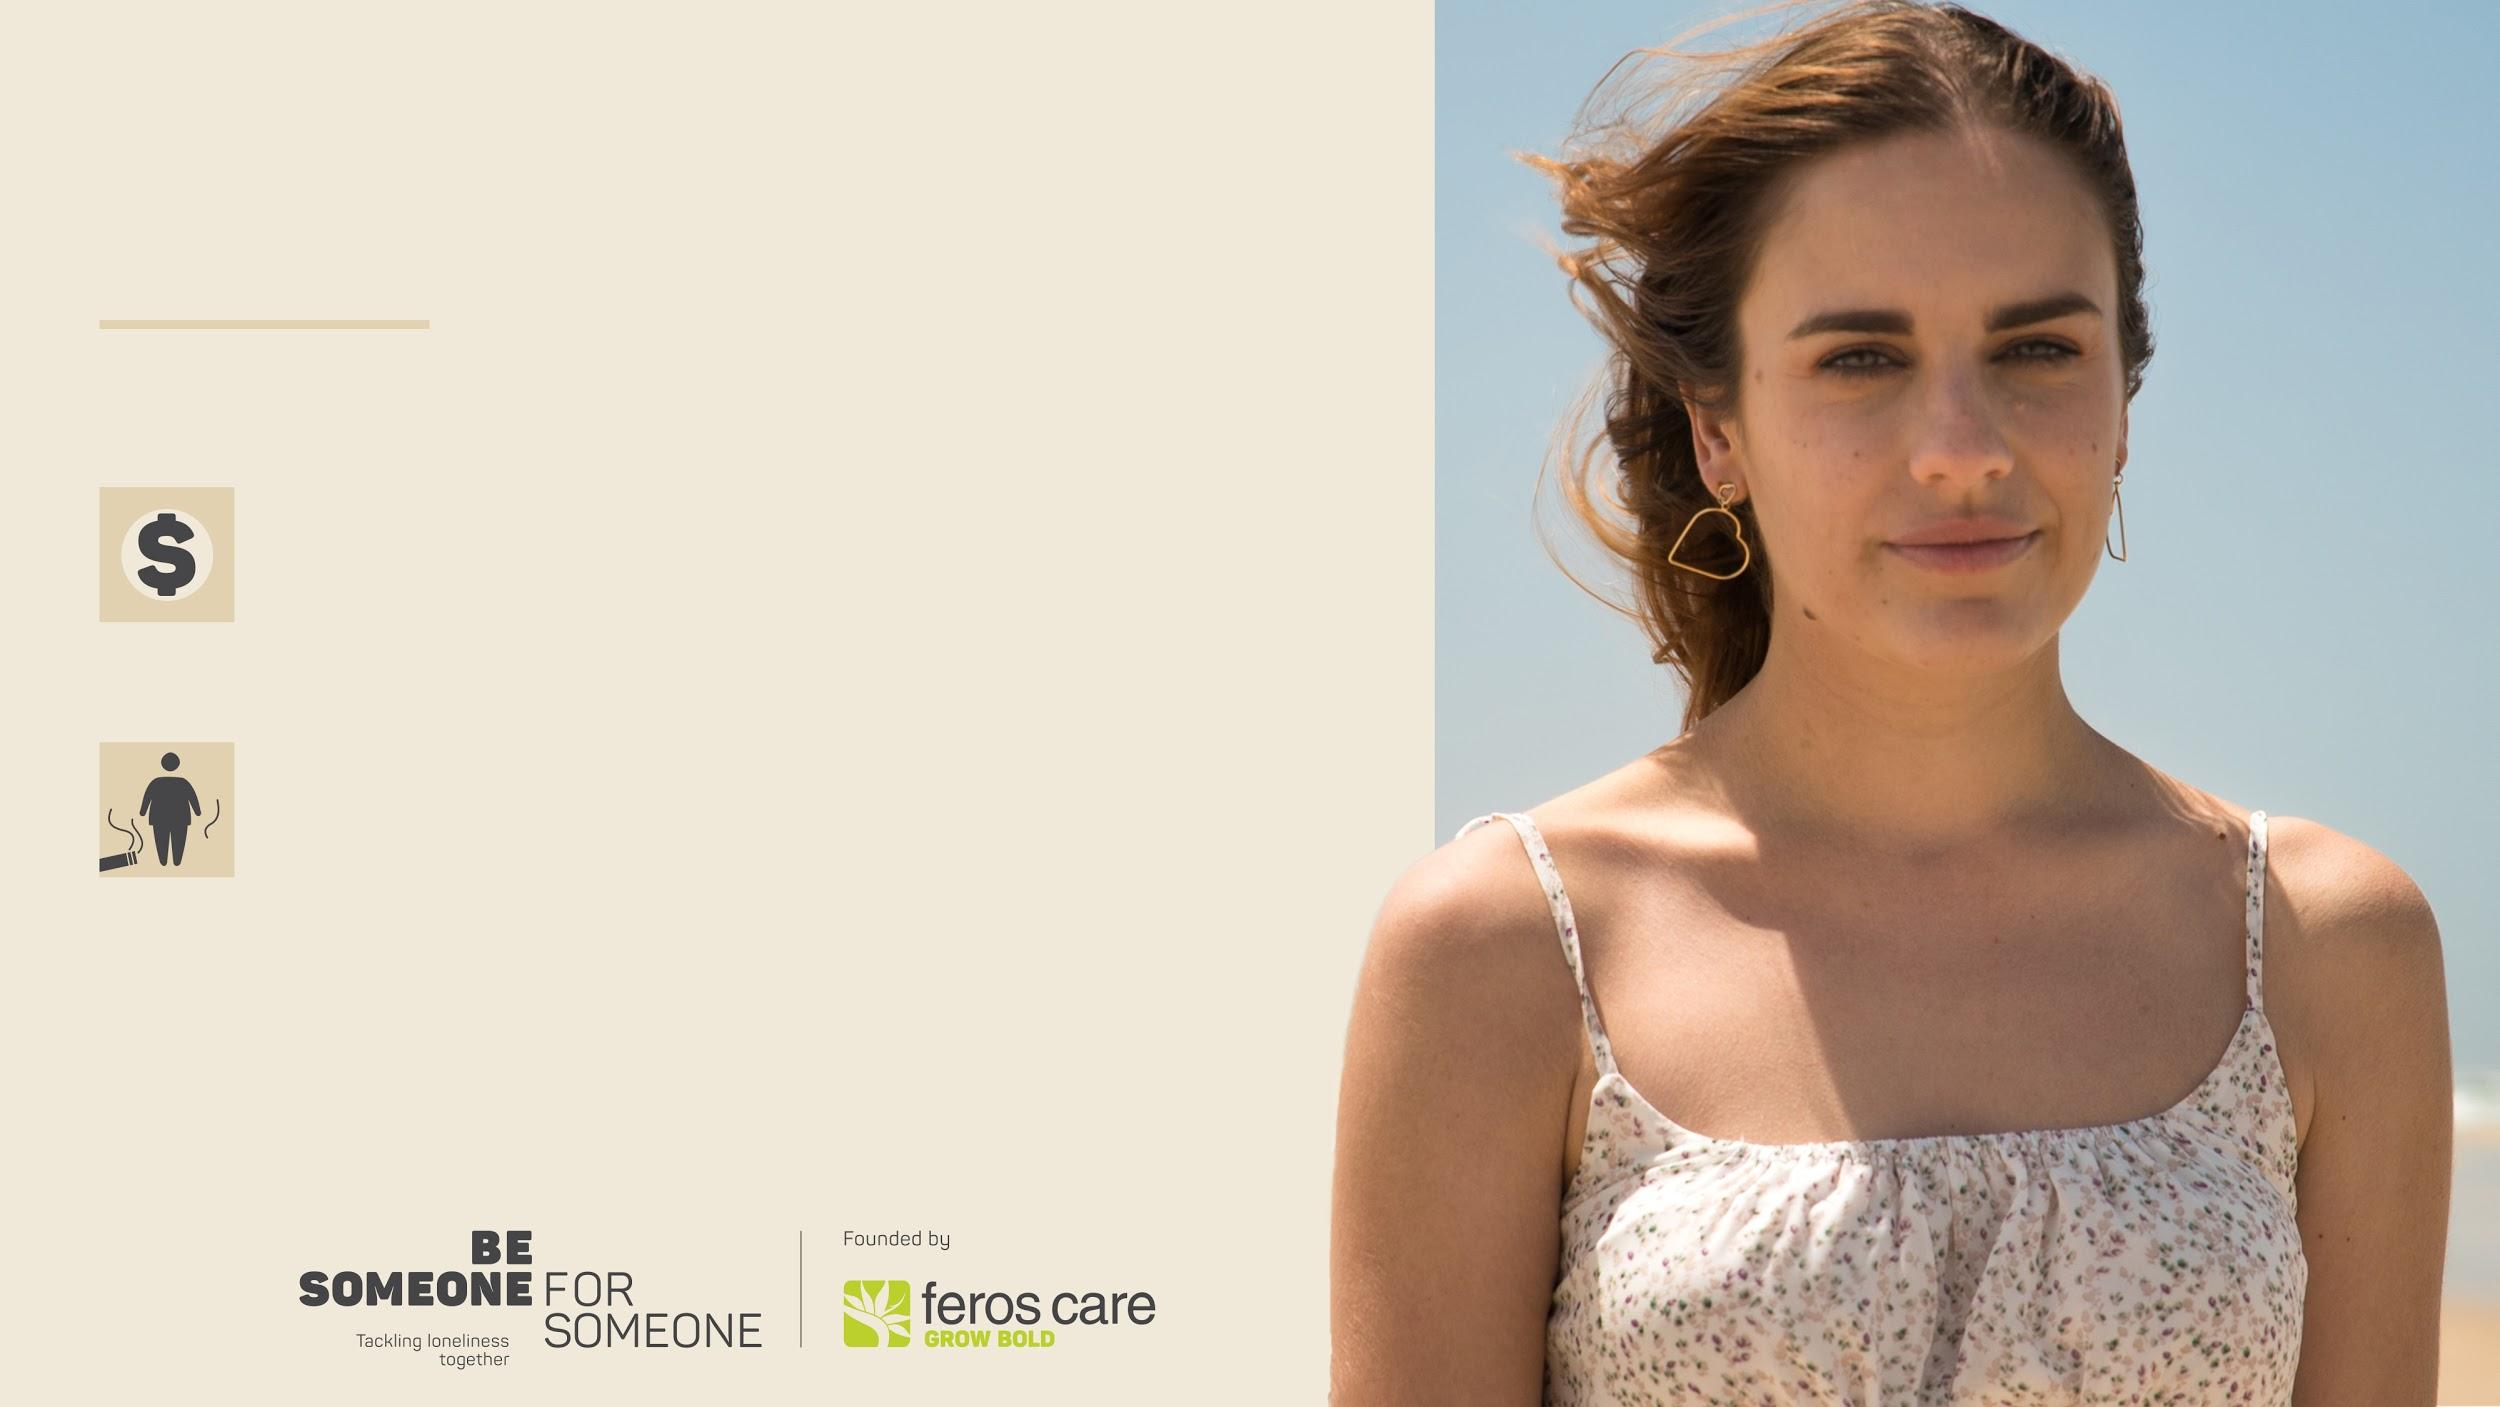 $
BE
SOMEONE FOR
SOMEONE
Tackling loneliness
together
Founded by
feros care
GROW BOLD